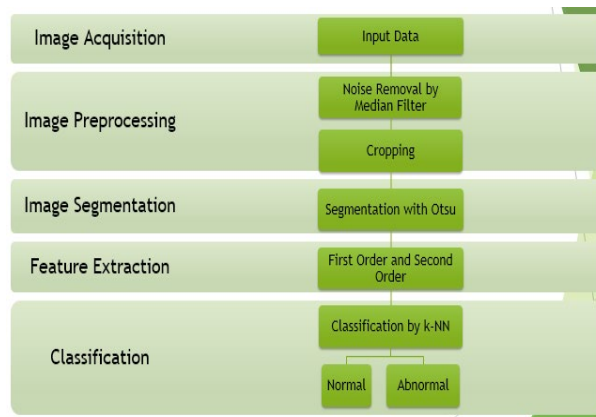 Image Acquisition
Input Data
Image Preprocessing
Noise Removal by
Median Filter
Cropping
Image Segmentation
Segmentation with Otsu
Feature Extraction
First Order and Second
Order
Classification
Classification by k-NN
Normal
Abnormal